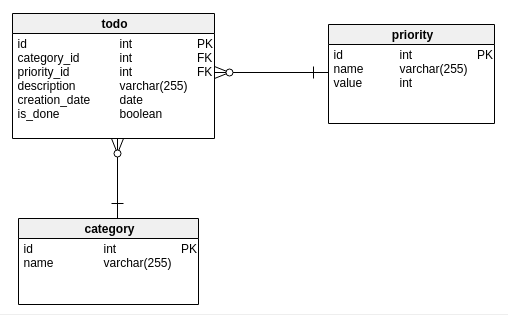 todo
id int PK
category_id int FK
priority_id int FK
description varchar(255)
creation_date date
is_done boolean
priority
id int PK
name varchar(255)
value int
category
id int PK
name varchar(255)